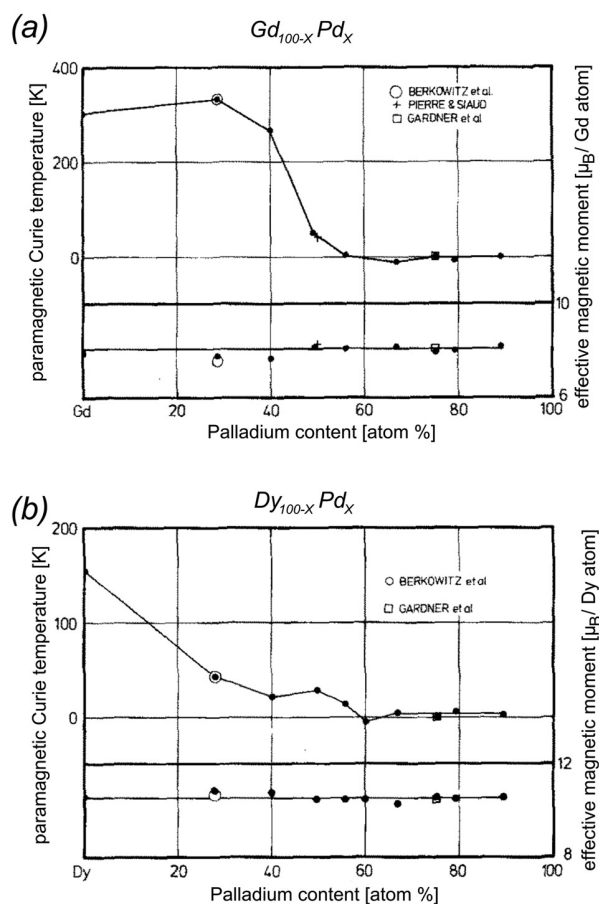 (a)
Gd100-X PdX
paramagnetic Curie temperature [K]
400
200
0
BERKOWITZ et al.
PIERRE & SIAUD
GARDNER et al
10
6
effective magnetic moment [μB/ Gd atom]
Gd
20
40
60
80
100
Palladium content [atom %]
(b)
Dy100-X PdX
paramagnetic Curie temperature [K]
200
100
0
BERKOWITZ et al
GARDNER et al
12
8
effective magnetic moment [μB/ Dy atom]
Dy
20
40
60
80
100
Palladium content [atom %]